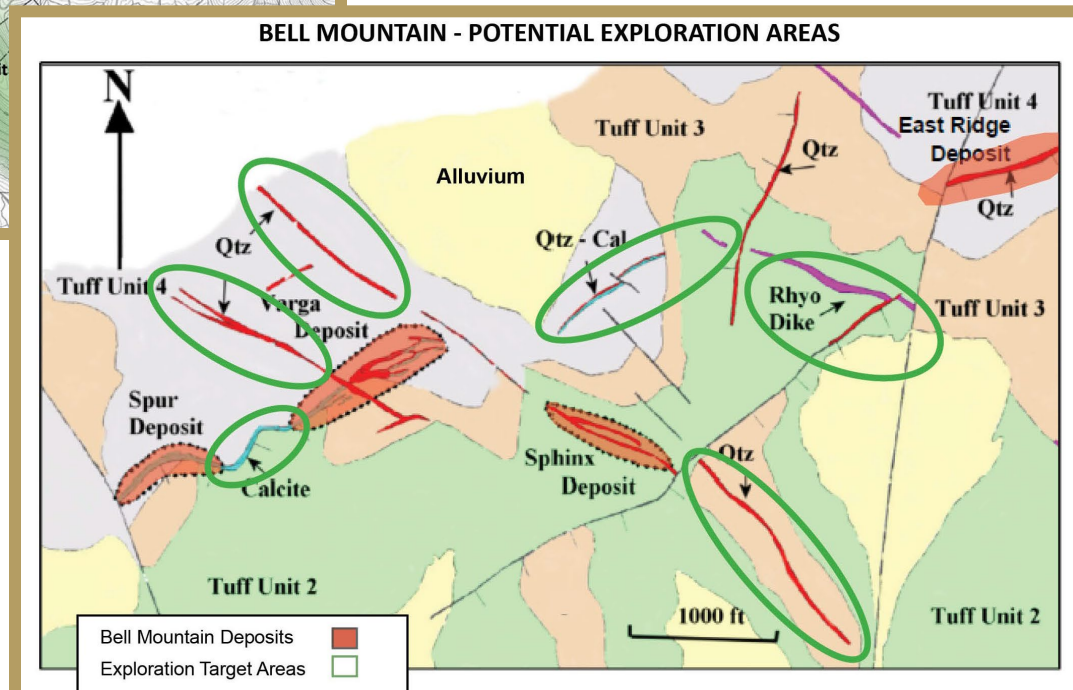 BELL MOUNTAIN - POTENTIAL EXPLORATION AREAS
N
Tuff Unit 3
Tuff Unit 4
East Ridge
Deposit
Qtz
Qtz
Alluvium
Qtz
Qtz - Cal
Tuff Unit 4
Varga
Deposit
Rhyo
Dike
Tuff Unit 3
Spur
Deposit
Calcite
Sphinx
Deposit
Qtz
Tuff Unit 2
1000 ft
Tuff Unit 2
Bell Mountain Deposits
Exploration Target Areas